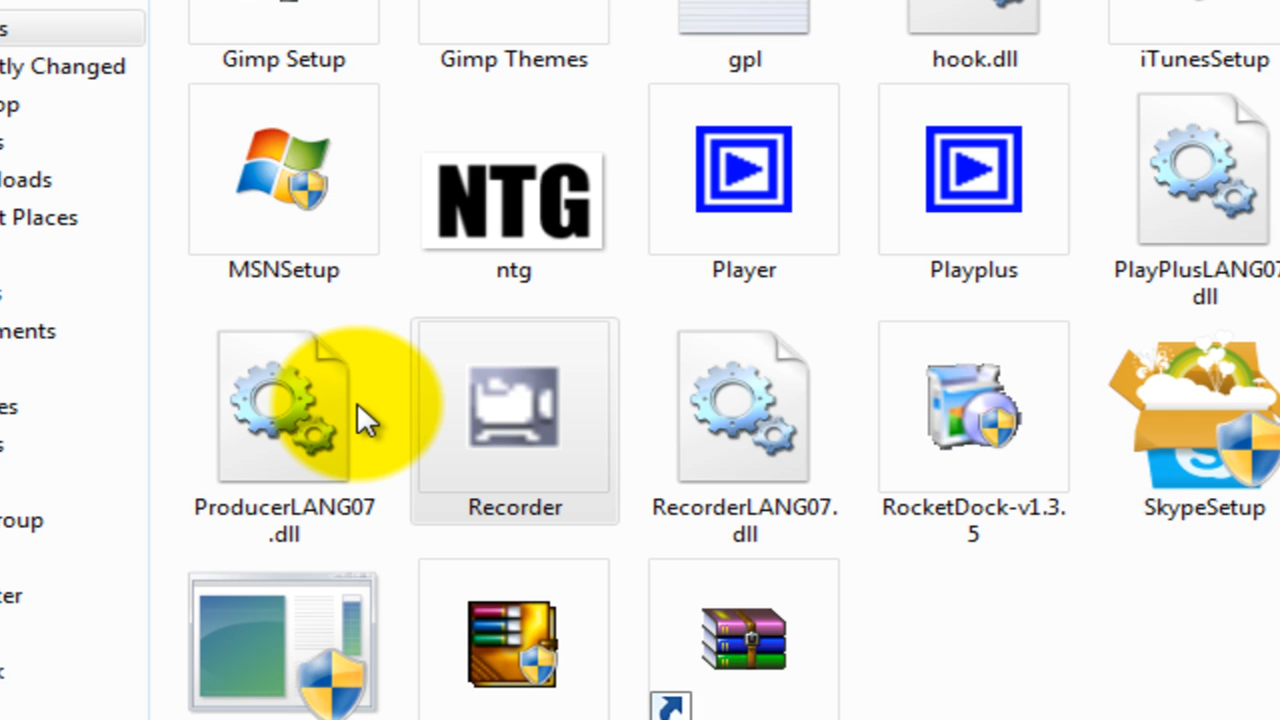 s
tly Changed
op
s
loads
t Places
s
ments
es
s
roup
ter
Gimp Setup
Gimp Themes
gpl
hook.dll
iTunesSetup
MSNSetup
NTG
ntg
Player
Playplus
PlayPlusLANG07
dll
ProducerLANG07
.dll
Recorder
RecorderLANG07.
dll
RocketDock-v1.3.
5
S
SkypeSetup